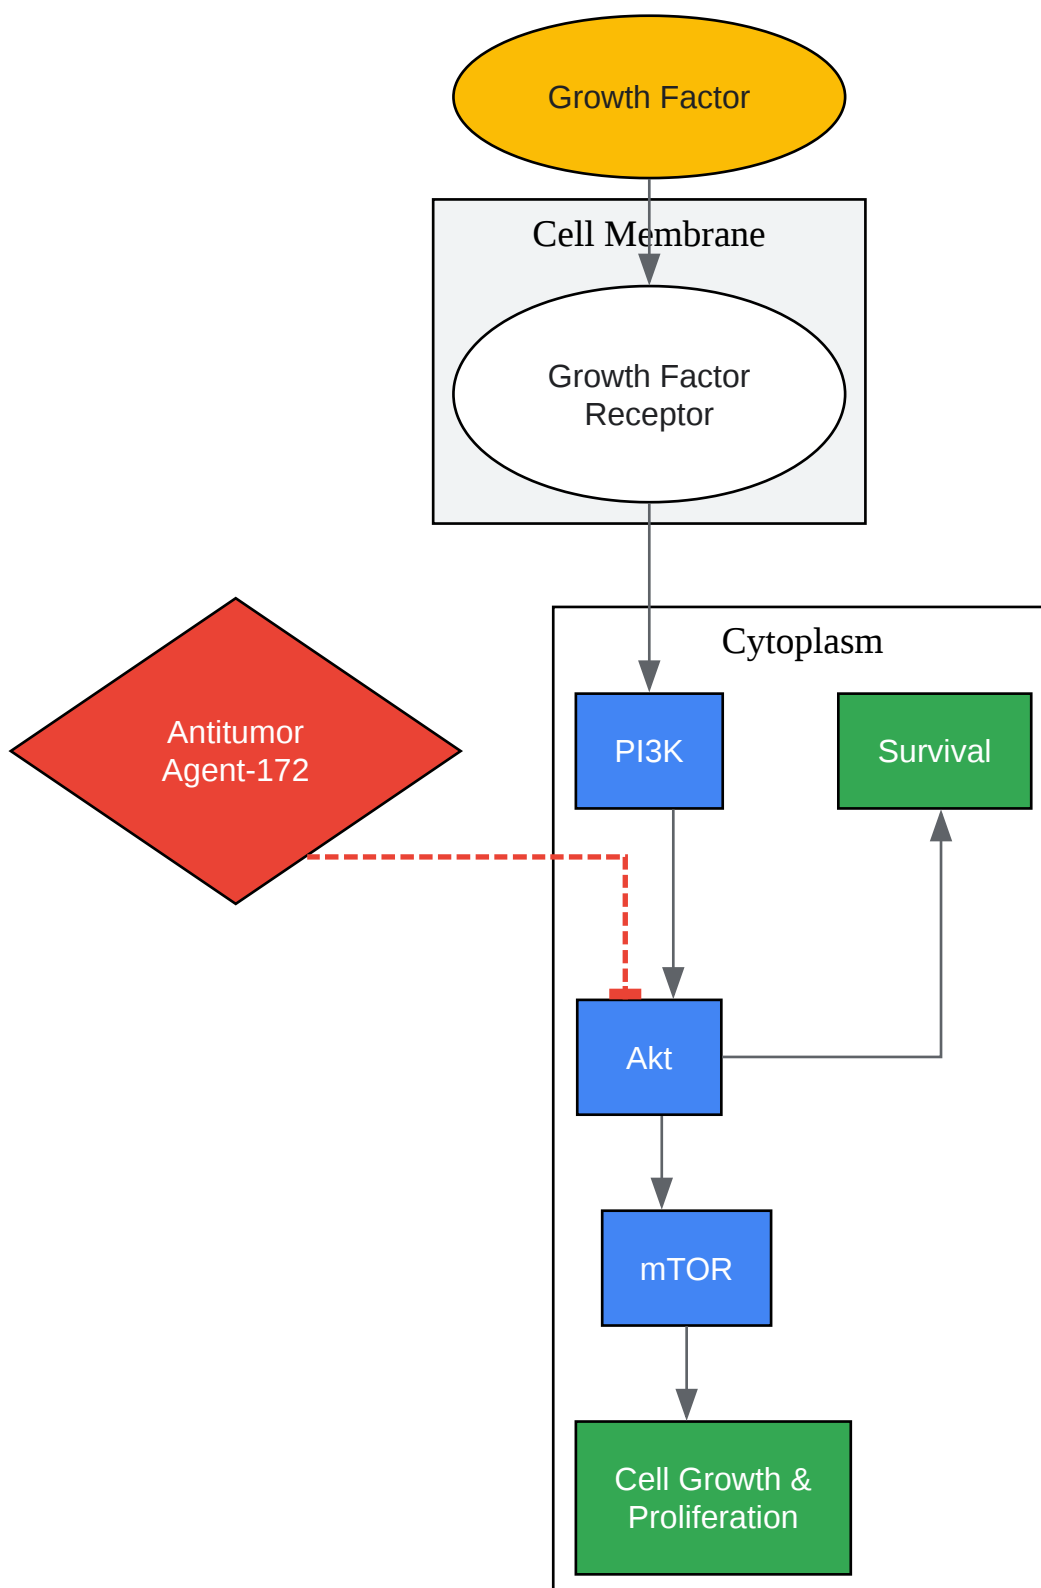 Growth Factor
Cell Membrane
Growth Factor
Receptor
Cytoplasm
Antitumor
Agent-172
PI3K
Survival
Akt
mTOR
Cell Growth &
Proliferation